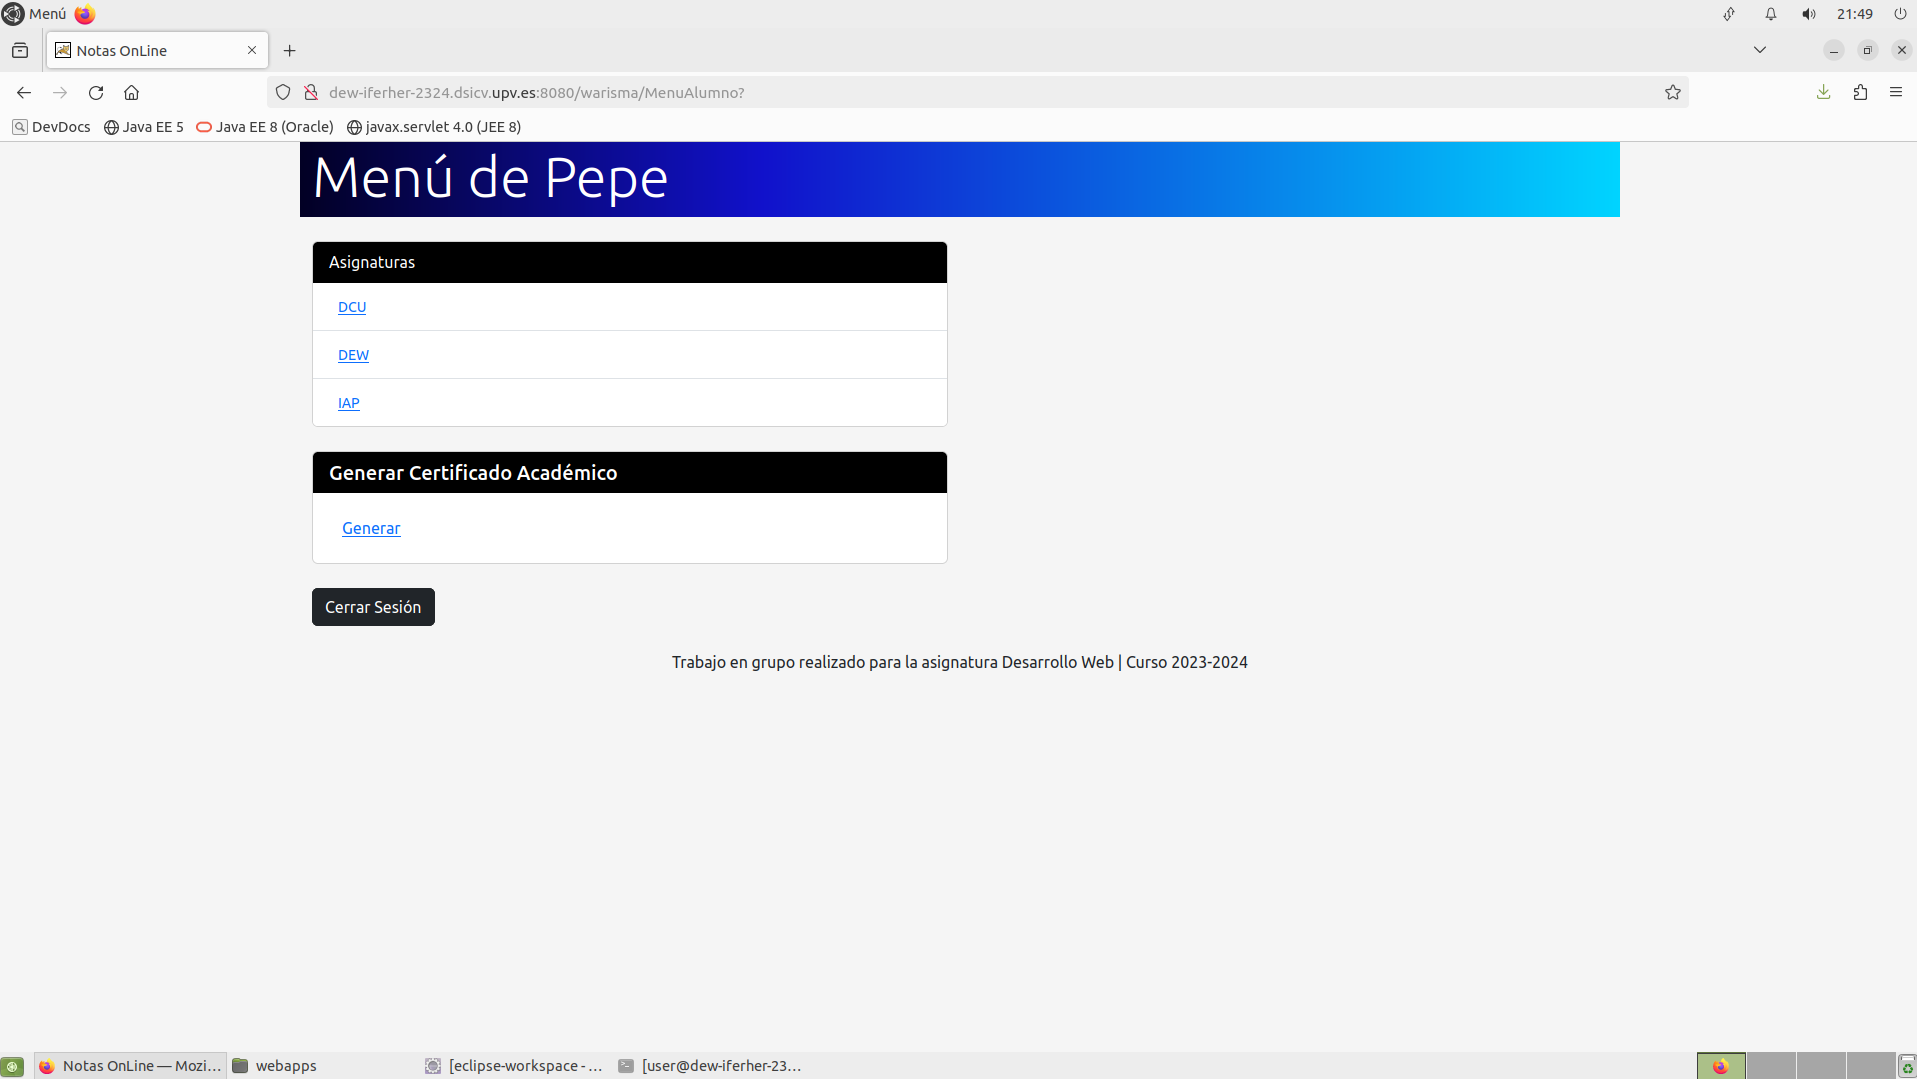 Menú
21:49
Notas OnLine
dew-iferher-2324.dsicv.upv.es:8080/warisma/MenuAlumno?
DevDocs Java EE 5 Java EE 8 (Oracle) javax.servlet 4.0 (JEE 8)
Menú de Pepe
Asignaturas
DCU
DEW
IAP
Generar Certificado Académico
Generar
Cerrar Sesión
Trabajo en grupo realizado para la asignatura Desarrollo Web | Curso 2023-2024
Notas OnLine — Mozi... webapps [eclipse-workspace - ... [user@dew-iferher-23...